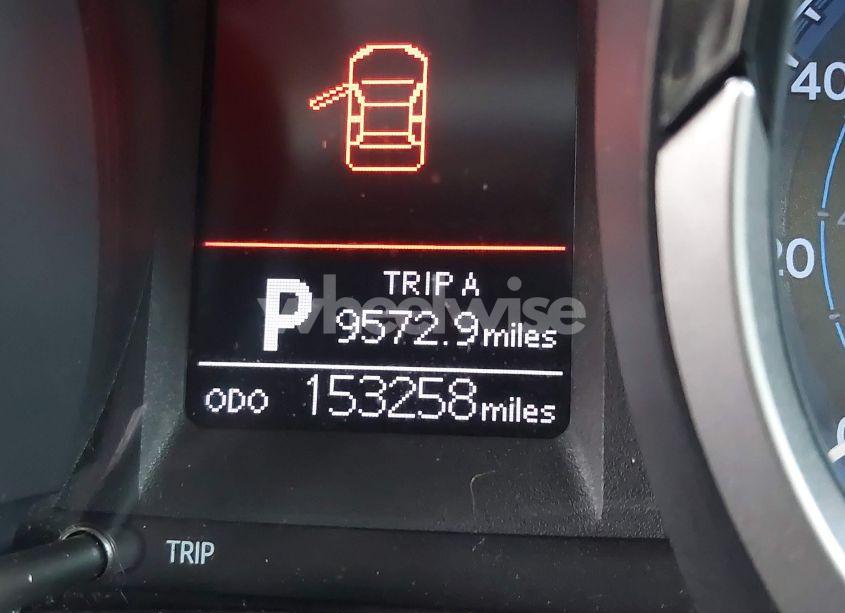 40
20
TRIP A
P 9572.9 miles
wheelwise
ODO 153258 miles
TRIP